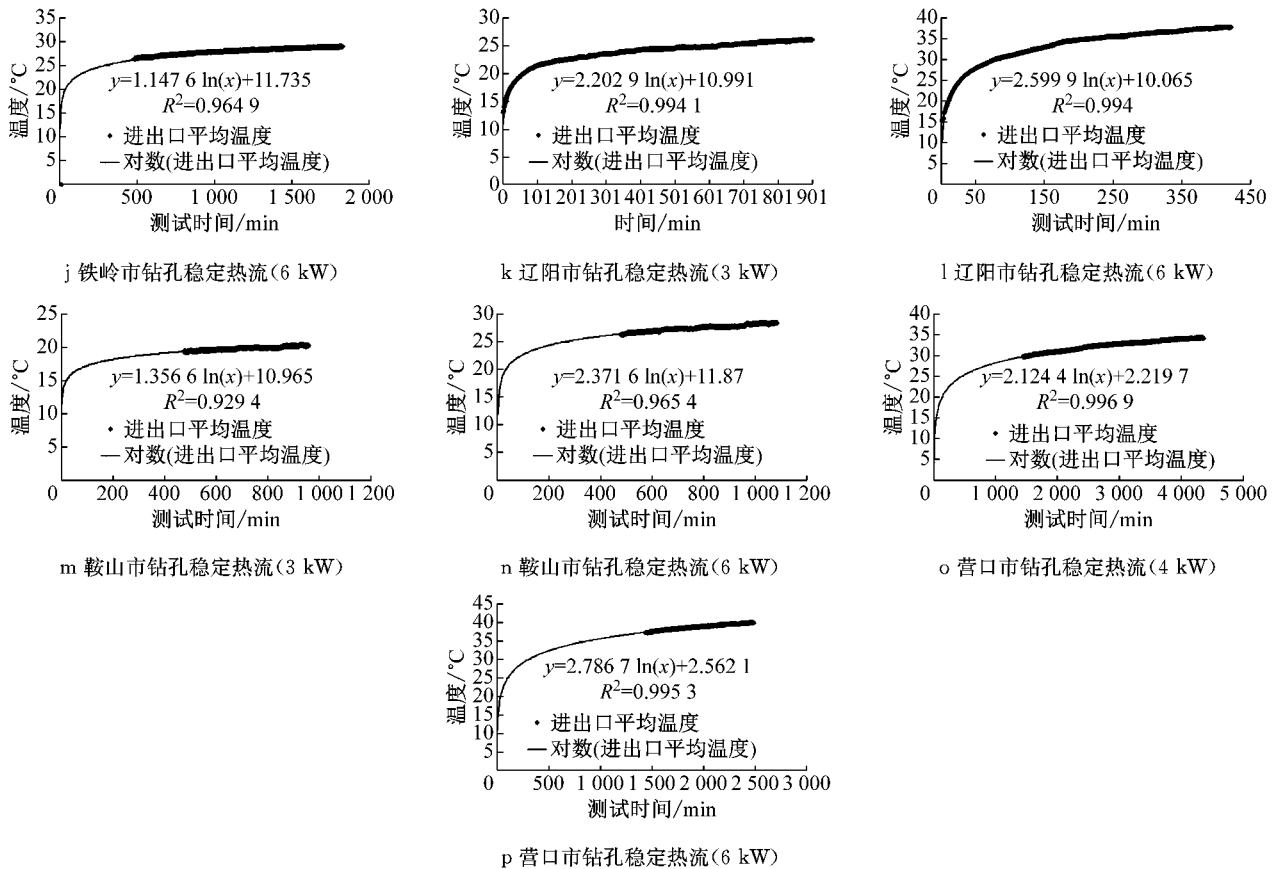 35
30
25
20
15
10
5
温度/℃
y=1.147 6 ln(x)+11.735
R²=0.964 9
进出口平均温度
对数(进出口平均温度)
0 500 1 000 1 500 2 000
测试时间/min
j 铁岭市钻孔稳定热流(6 kW)
30
25
20
15
10
5
0
温度/℃
y=2.202 9 ln(x)+10.991
R²=0.994 1
进出口平均温度
对数(进出口平均温度)
0 101 201 301 401 501 601 701 801 901
时间/min
k 辽阳市钻孔稳定热流(3 kW)
40
35
30
25
20
15
10
5
温度/℃
y=2.599 9 ln(x)+10.065
R²=0.994
进出口平均温度
对数(进出口平均温度)
0 50 150 250 350 450
测试时间/min
l 辽阳市钻孔稳定热流(6 kW)
25
20
15
10
5
温度/℃
y=1.356 6 ln(x)+10.965
R²=0.929 4
进出口平均温度
对数(进出口平均温度)
0 200 400 600 800 1 000 1 200
测试时间/min
m 鞍山市钻孔稳定热流(3 kW)
30
25
20
15
10
5
温度/℃
y=2.371 6 ln(x)+11.87
R²=0.965 4
进出口平均温度
对数(进出口平均温度)
0 200 400 600 800 1 000 1 200
测试时间/min
n 鞍山市钻孔稳定热流(6 kW)
40
35
30
25
20
15
10
5
温度/℃
y=2.124 4 ln(x)+2.219 7
R²=0.996 9
进出口平均温度
对数(进出口平均温度)
0 1 000 2 000 3 000 4 000 5 000
测试时间/min
o 营口市钻孔稳定热流(4 kW)
45
40
35
30
25
20
15
10
5
温度/℃
y=2.786 7 ln(x)+2.562 1
R²=0.995 3
进出口平均温度
对数(进出口平均温度)
0 500 1 000 1 500 2 000 2 500 3 000
测试时间/min
p 营口市钻孔稳定热流(6 kW)